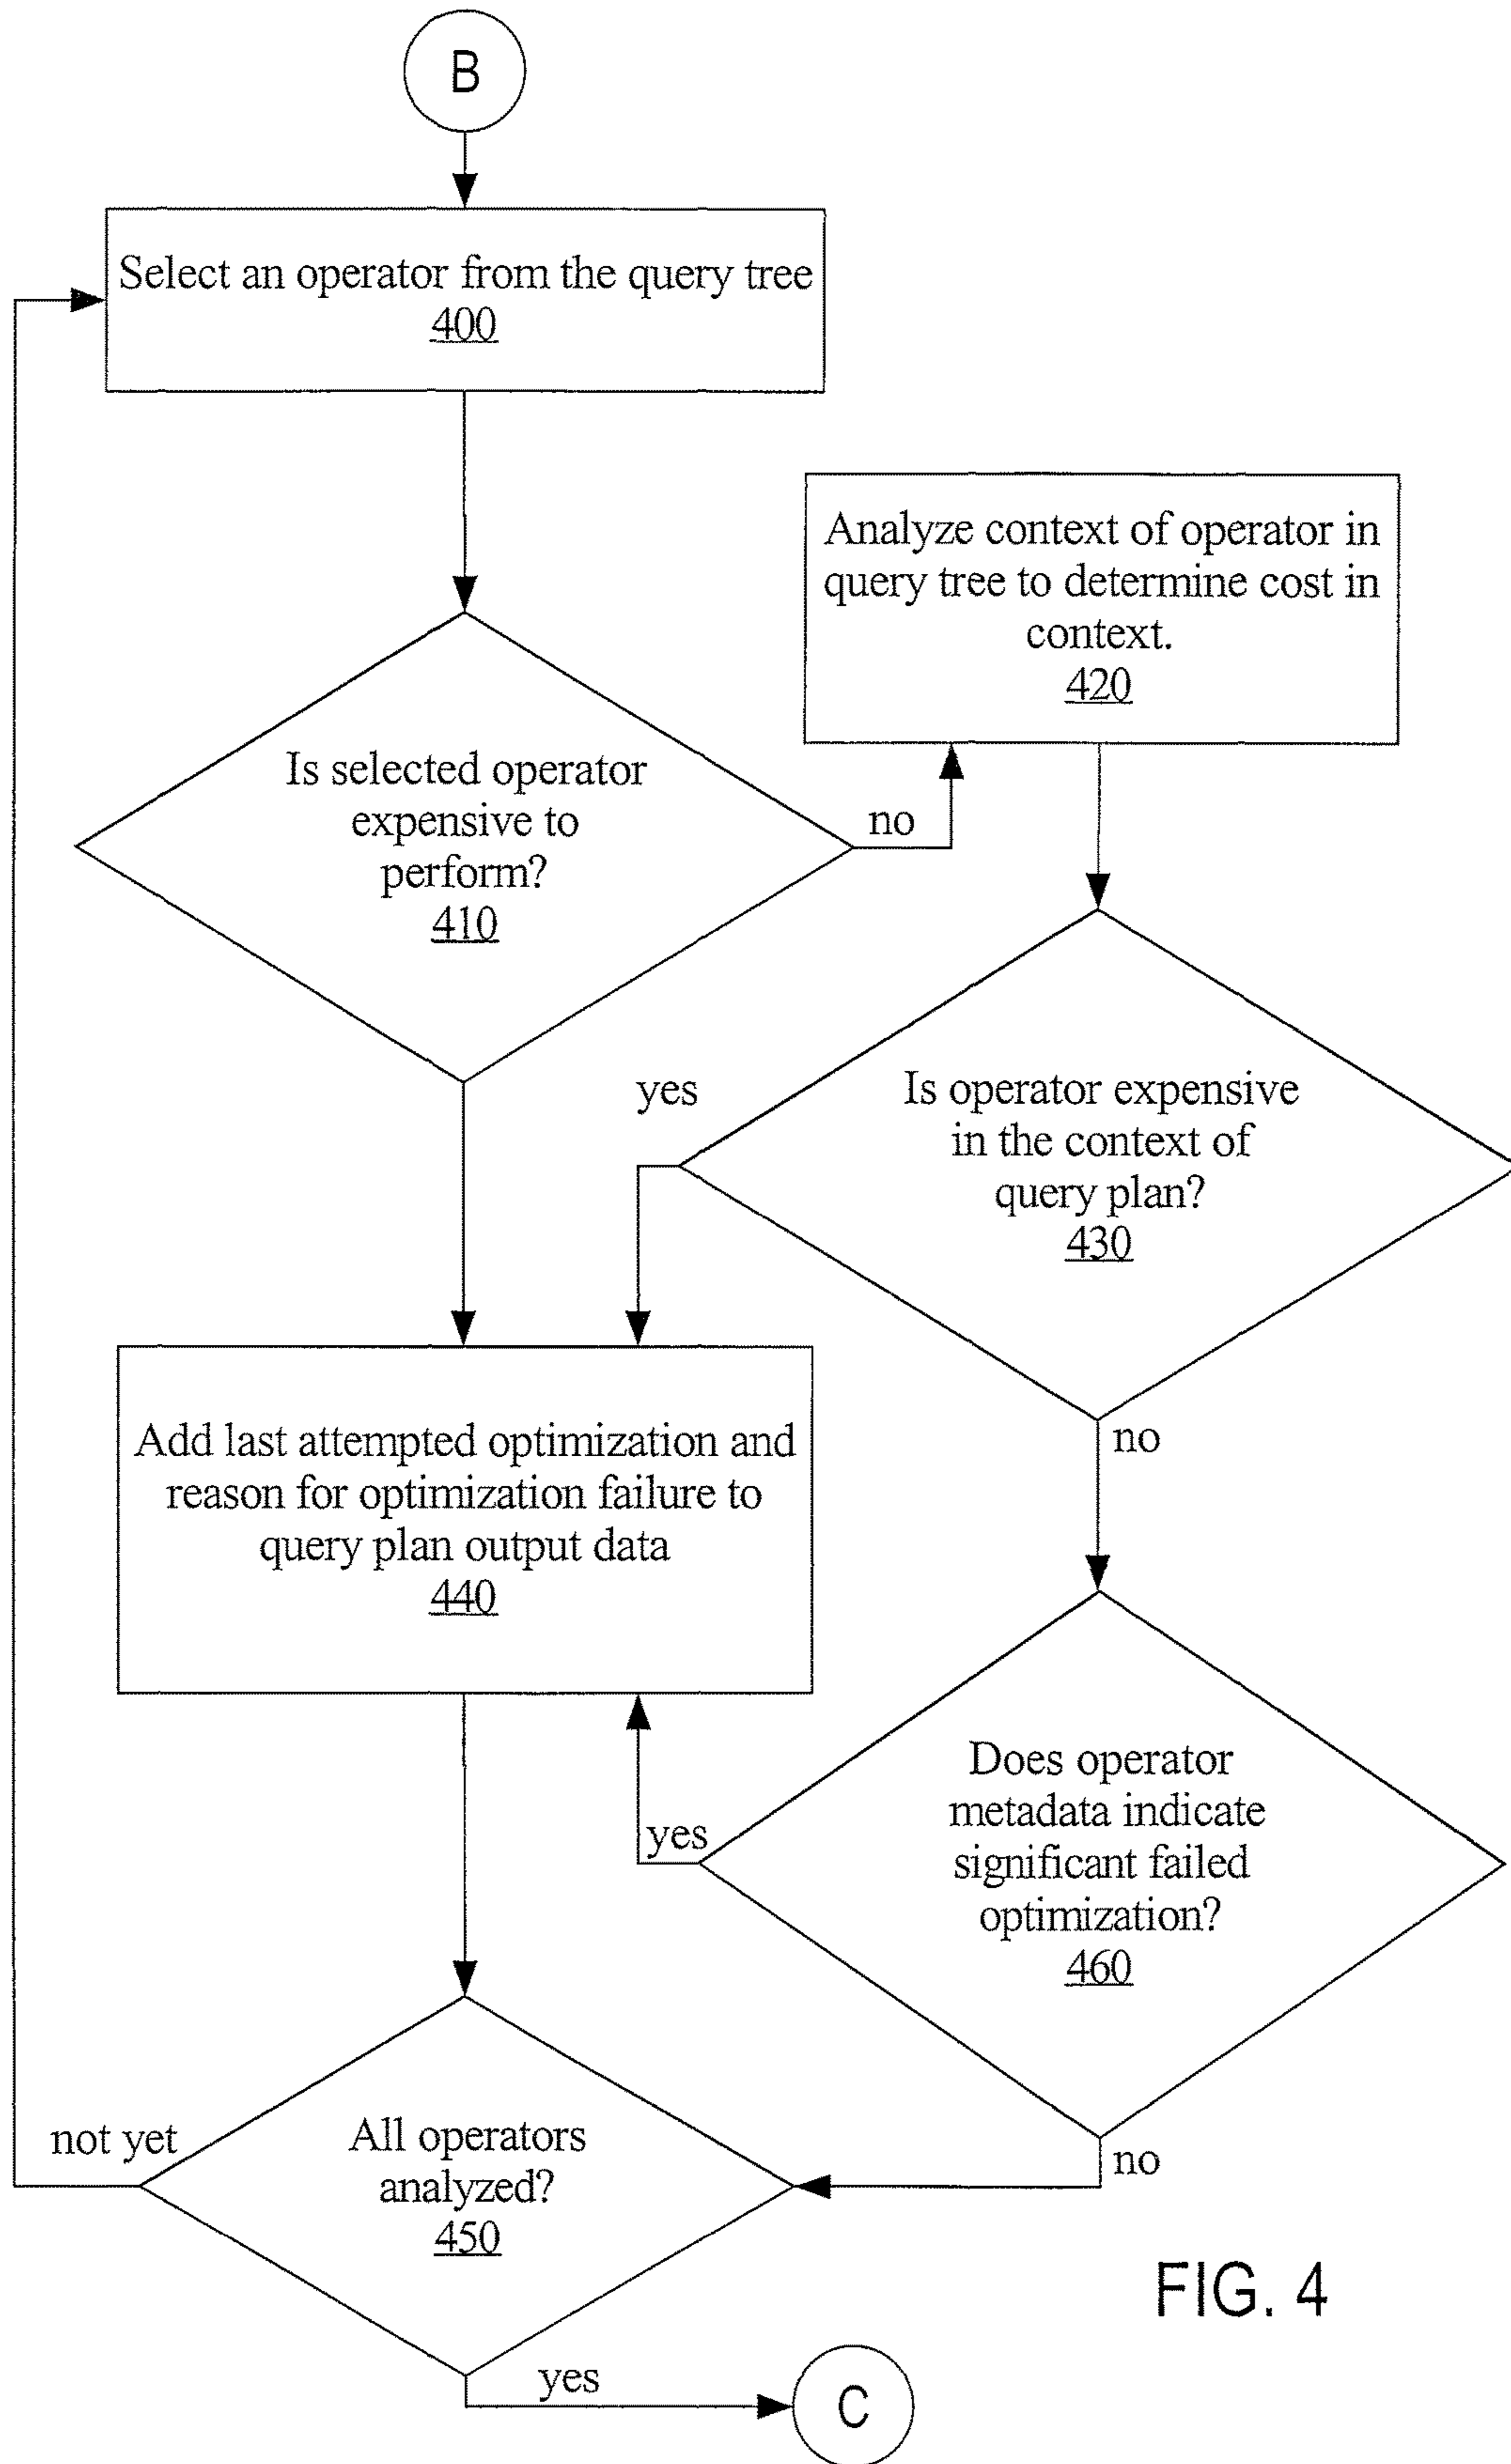 B
Select an operator from the query tree
400
Analyze context of operator in
query tree to determine cost in
context.
420
Is selected operator
expensive to
perform?
410
no
Is operator expensive
in the context of
query plan?
430
yes
no
Add last attempted optimization and
reason for optimization failure to
query plan output data
440
Does operator
metadata indicate
significant failed
optimization?
460
yes
no
All operators
analyzed?
450
not yet
yes
C
FIG. 4